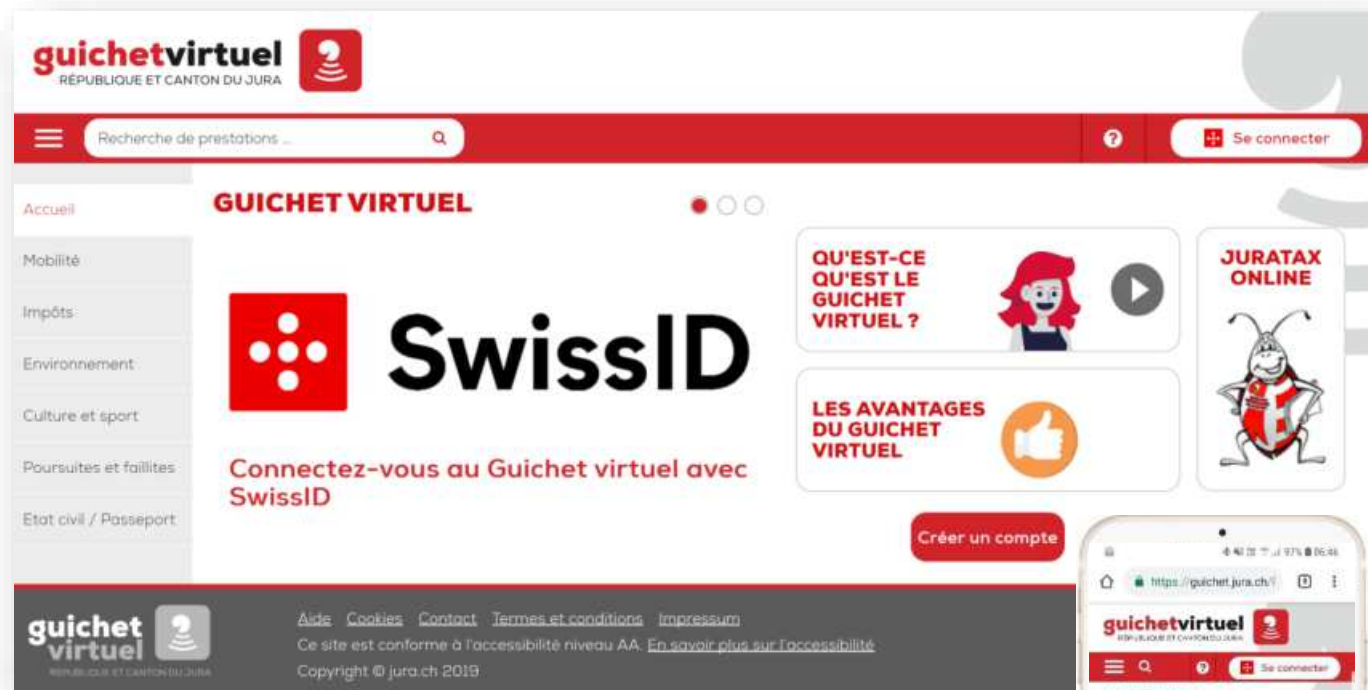 guichetvirtuel
RÉPUBLIQUE ET CANTON DU JURA
Recherche de prestations ...
?
Se connecter
Accueil
Mobilité
Impôts
Environnement
Culture et sport
Poursuites et faillites
Etat civil / Passeport
GUICHET VIRTUEL
SwissID
Connectez-vous au Guichet virtuel avec
SwissID
QU'EST-CE
QU'EST LE
GUICHET
VIRTUEL ?
LES AVANTAGES
DU GUICHET
VIRTUEL
JURATAX
ONLINE
Créer un compte
guichet
virtuel
RÉPUBLIQUE ET CANTON DU JURA
Aide Cookies Contact Termes et conditions Impressum
Ce site est conforme à l'accessibilité niveau AA. En savoir plus sur l'accessibilité
Copyright © jura.ch 2019
97% 06:46
https://guichet.jura.ch/
guichetvirtuel
RÉPUBLIQUE ET CANTON DU JURA
?
Se connecter